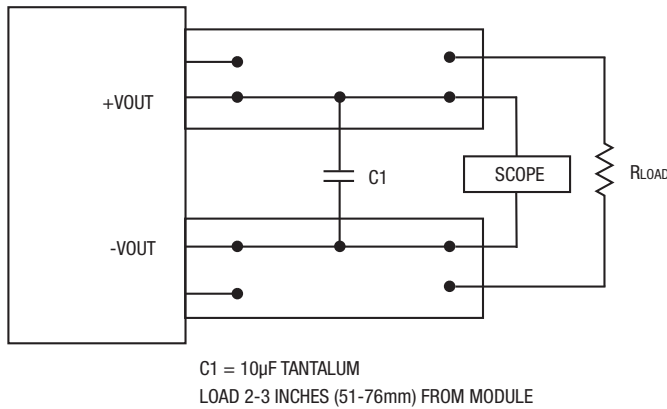 +VOUT
C1
SCOPE
RLOAD
-VOUT
C1 = 10µF TANTALUM
LOAD 2-3 INCHES (51-76mm) FROM MODULE